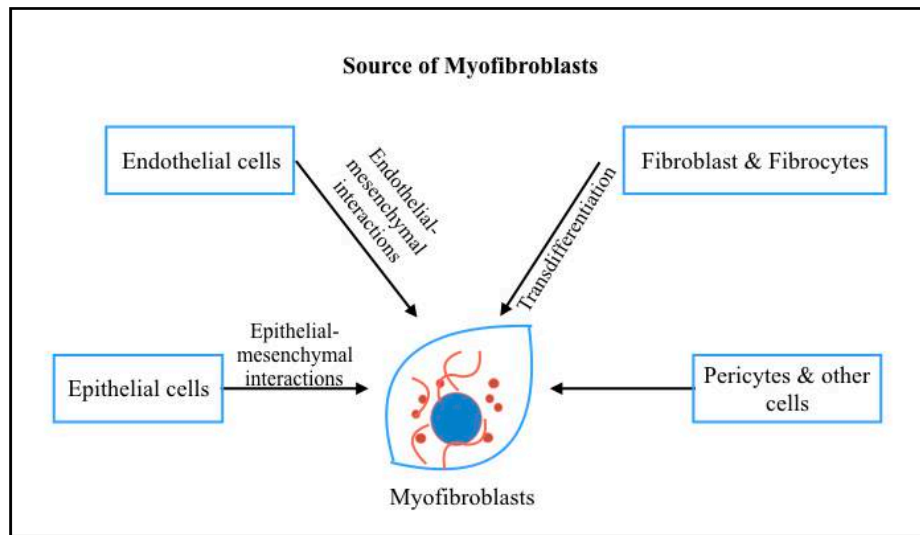 Source of Myofibroblasts
Endothelial cells
Endothelial-
mesenchymal
interactions
Fibroblast & Fibrocytes
Transdifferentiation
Epithelial cells
Epithelial-
mesenchymal
interactions
Pericytes & other
cells
Myofibroblasts